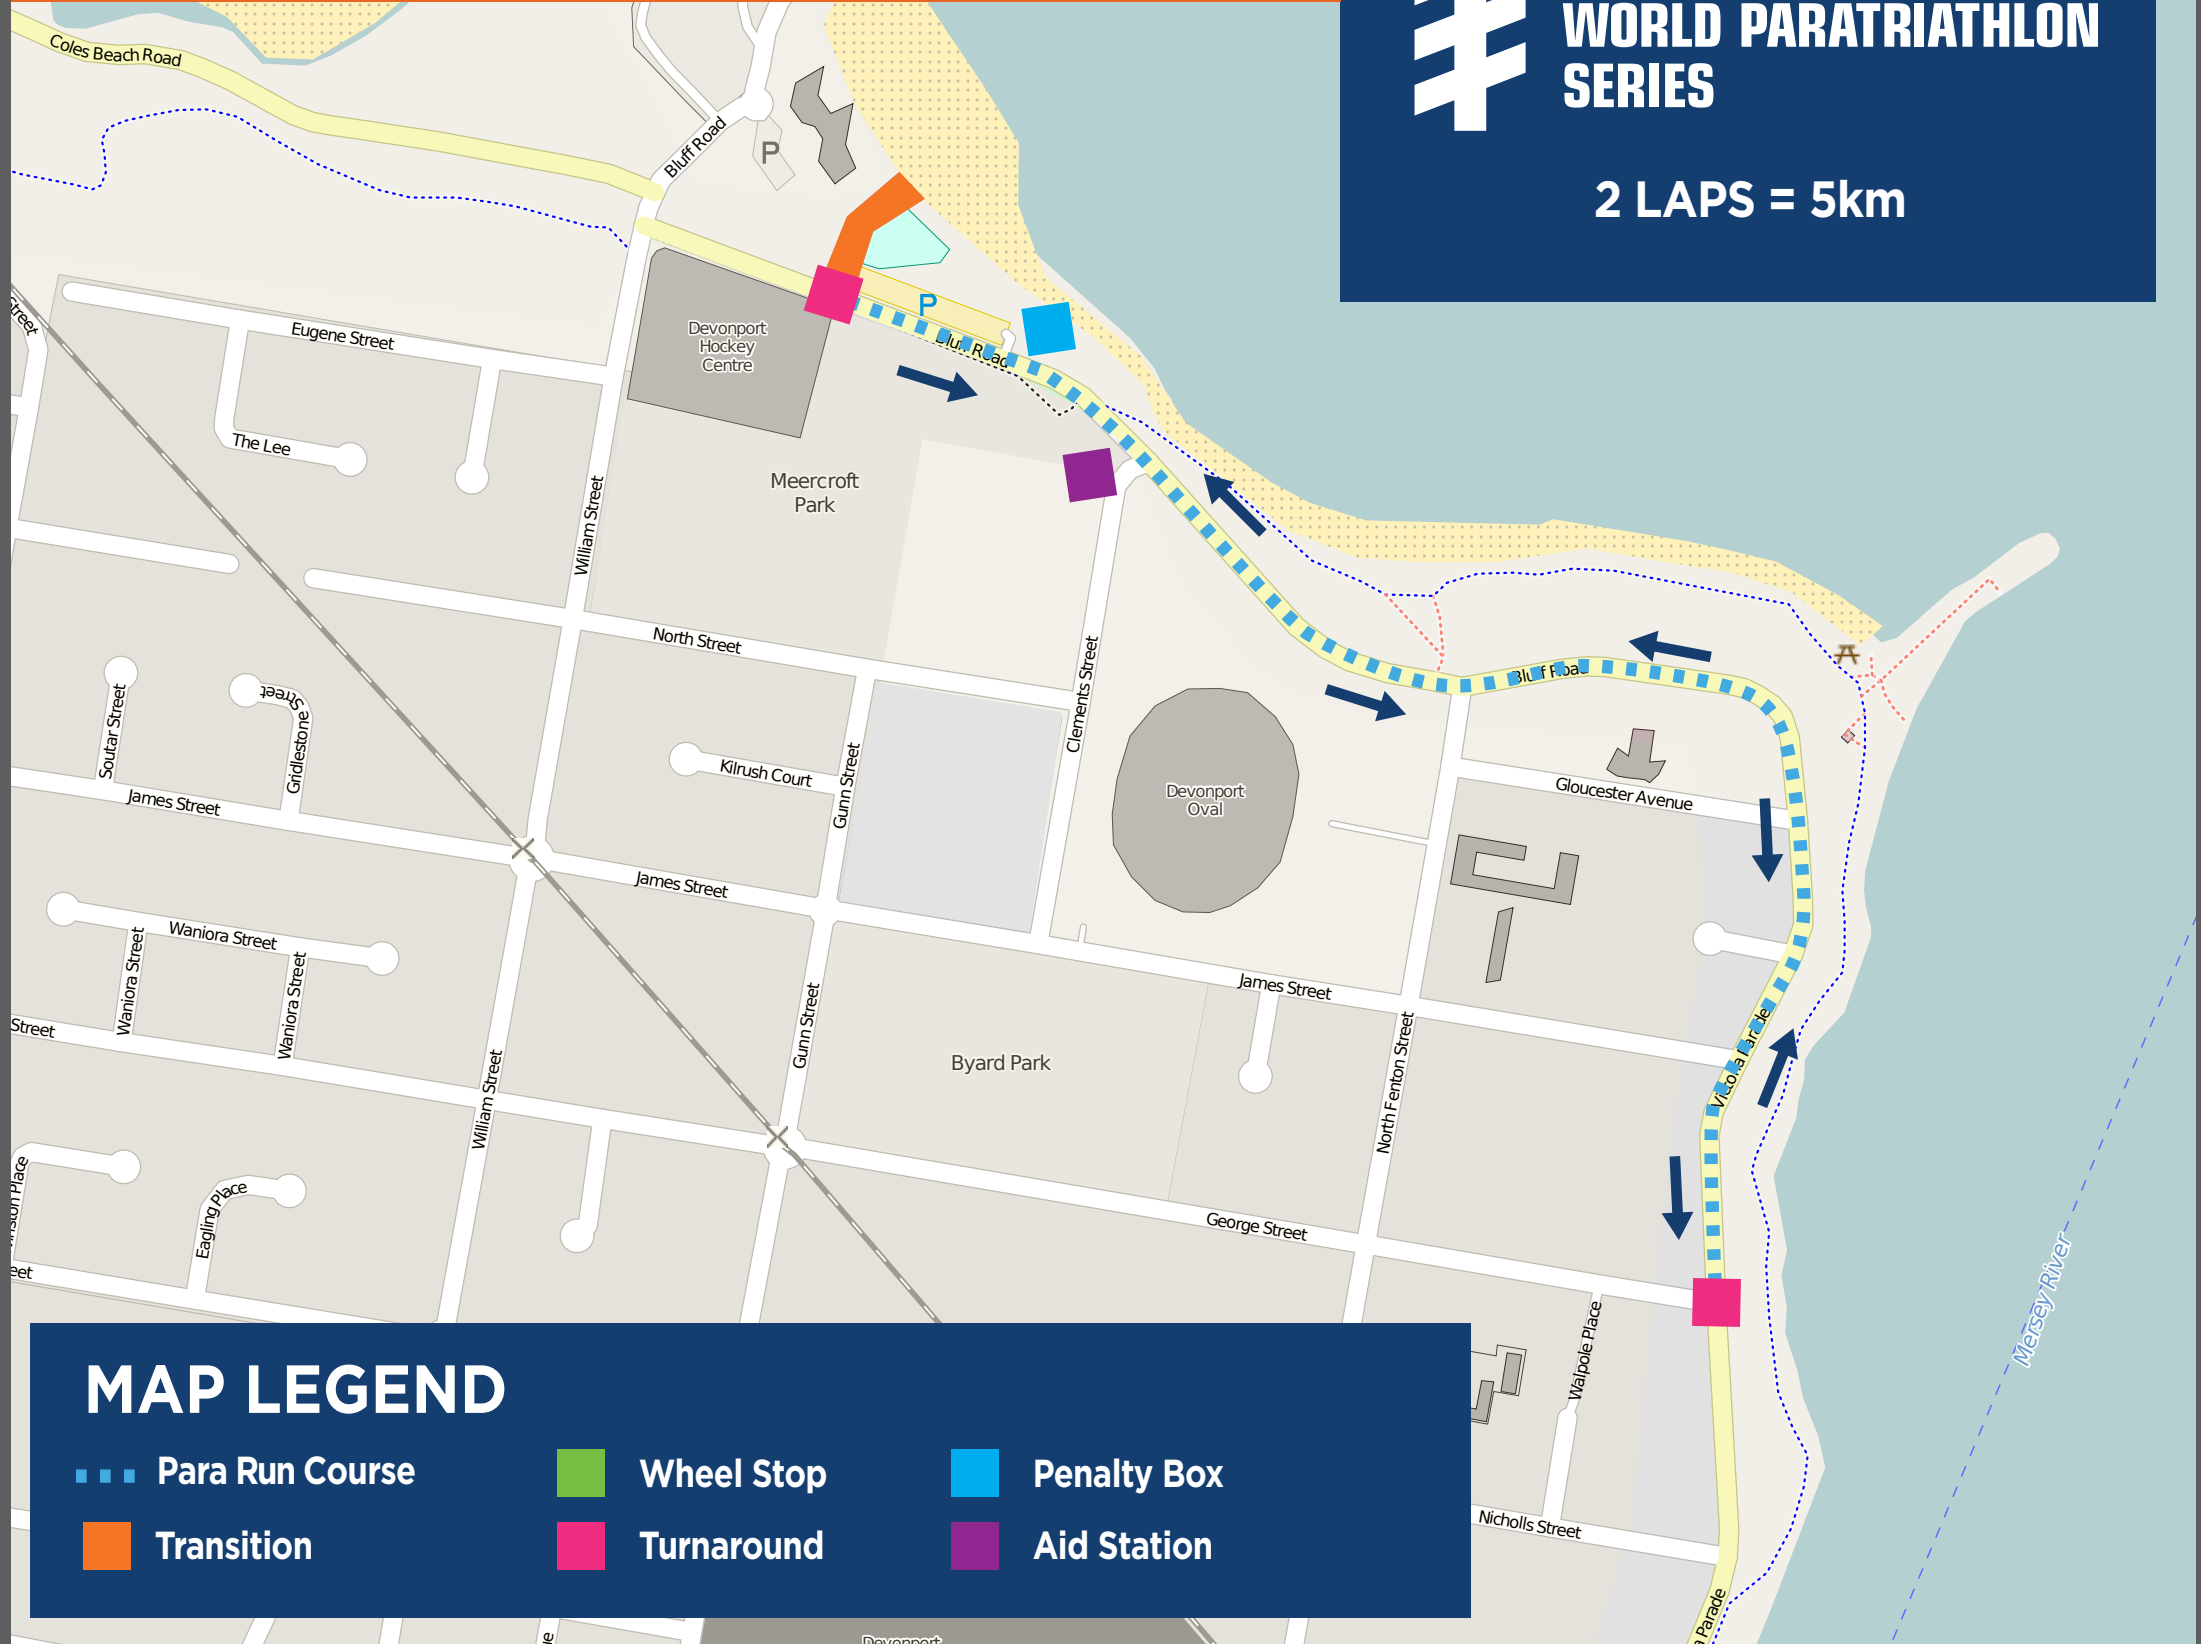 WORLD PARATRIATHLON
SERIES
2 LAPS = 5km
Coles Beach Road
Bluff Road
P
P
Devonport
Hockey
Centre
Bluff Road
Street
Eugene Street
The Lee
William Street
Meercroft
Park
North Street
Clements Street
Bluff Road
Soutar Street
Gridlestone Street
James Street
Kilrush Court
Gunn Street
Devonport
Oval
Gloucester Avenue
James Street
Waniora Street
Waniora Street
Waniora Street
Street
William Street
Gunn Street
Byard Park
James Street
North Fenton Street
Victoria Parade
Eagling Place
George Street
Mersey River
Walpole Place
Nicholls Street
Parade
MAP LEGEND
Para Run Course
Wheel Stop
Penalty Box
Transition
Turnaround
Aid Station